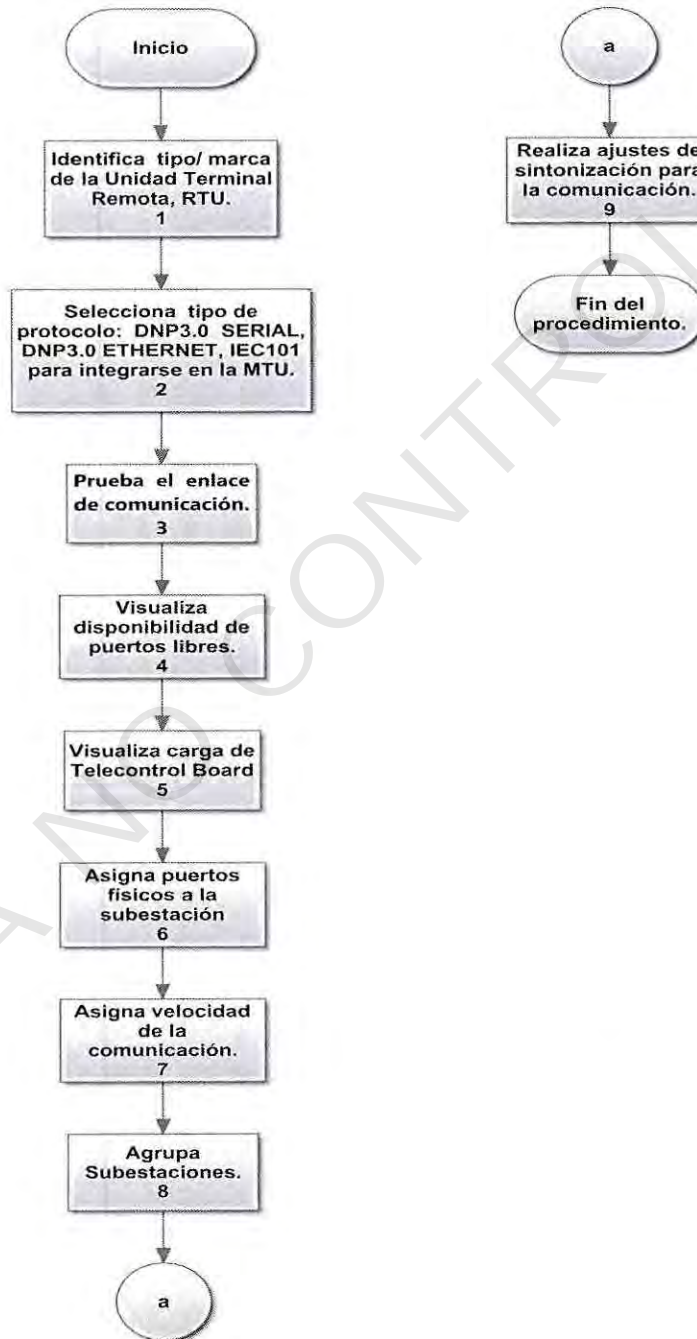 Inicio
Identifica tipo/ marca
de la Unidad Terminal
Remota, RTU.
1
Selecciona tipo de
protocolo: DNP3.0 SERIAL,
DNP3.0 ETHERNET, IEC101
para integrarse en la MTU.
2
Prueba el enlace
de comunicación.
3
Visualiza
disponibilidad de
puertos libres.
4
Visualiza carga de
Telecontrol Board
5
Asigna puertos
físicos a la
subestación
6
Asigna velocidad
de la
comunicación.
7
Agrupa
Subestaciones.
8
a
a
Realiza ajustes de
sintonización para
la comunicación.
9
Fin del
procedimiento.
A NO CONTROL